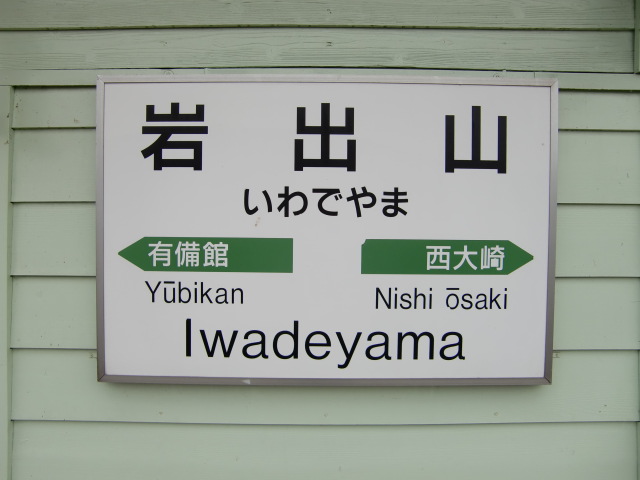 岩出山
いわでやま
有備館 西大崎
Yūbikan Nishi ōsaki
Iwadeyama